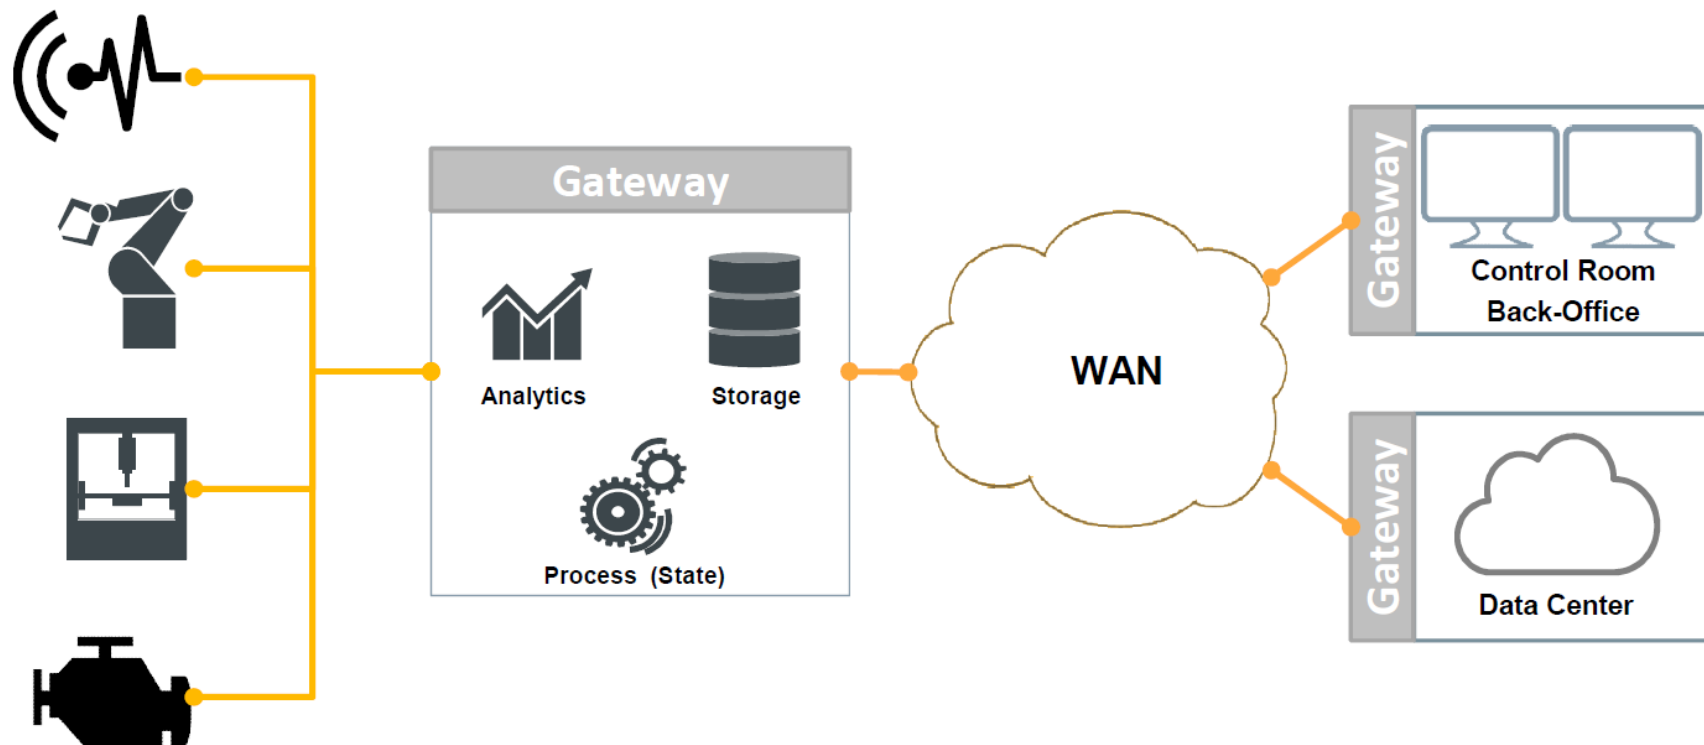 Gateway
Analytics
Storage
Process (State)
WAN
Gateway
Control Room
Back-Office
Gateway
Data Center